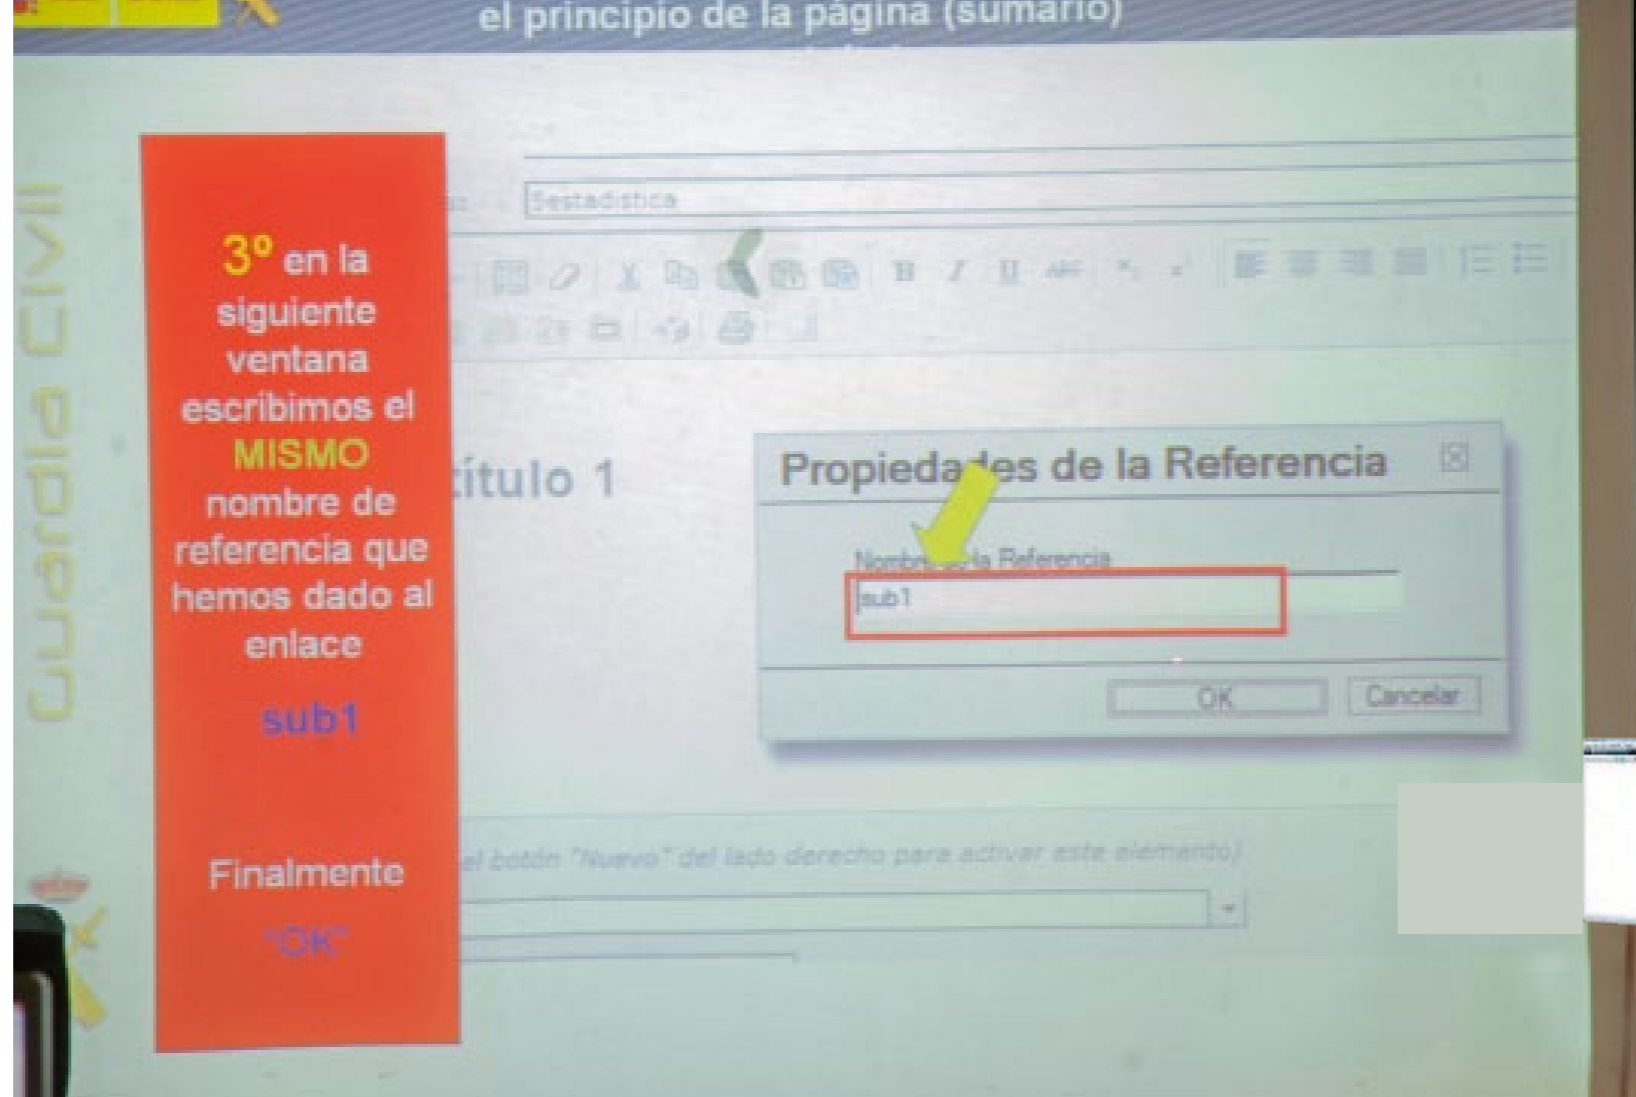 el principio de la página (sumario)
Guardia Civil
3º en la
siguiente
ventana
escribimos el
MISMO
nombre de
referencia que
hemos dado al
enlace
sub1
Finalmente
"OK"
Sestadistica
B I U ABC
título 1
Propiedades de la Referencia
Nombre de la Referencia
sub1
OK Cancelar
el botón "Nuevo" del lado derecho para activar este elemento)